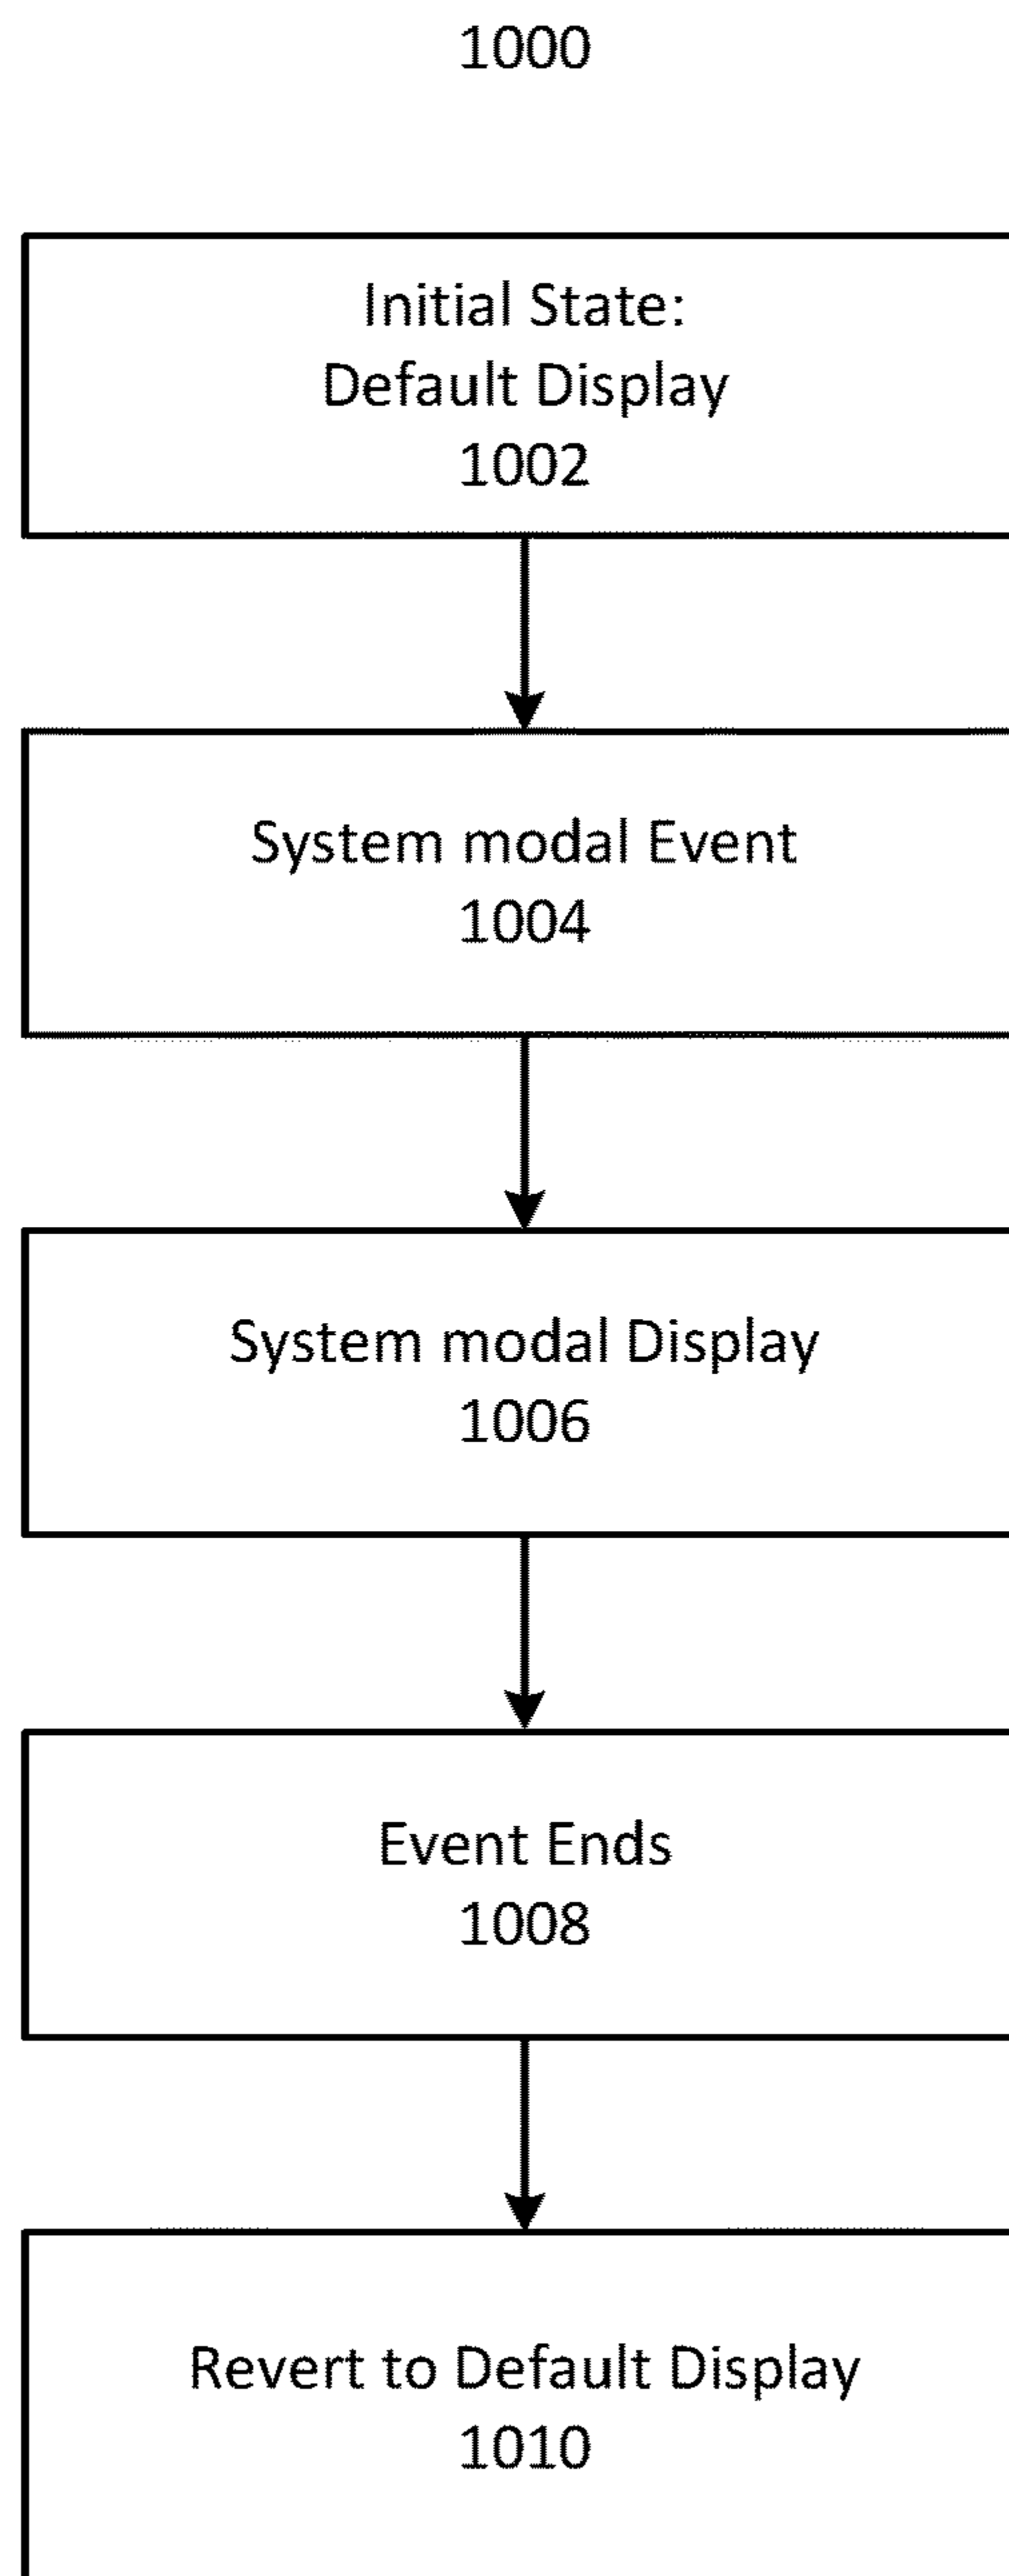 1000
Initial State:
Default Display
1002
System modal Event
1004
System modal Display
1006
Event Ends
1008
Revert to Default Display
1010